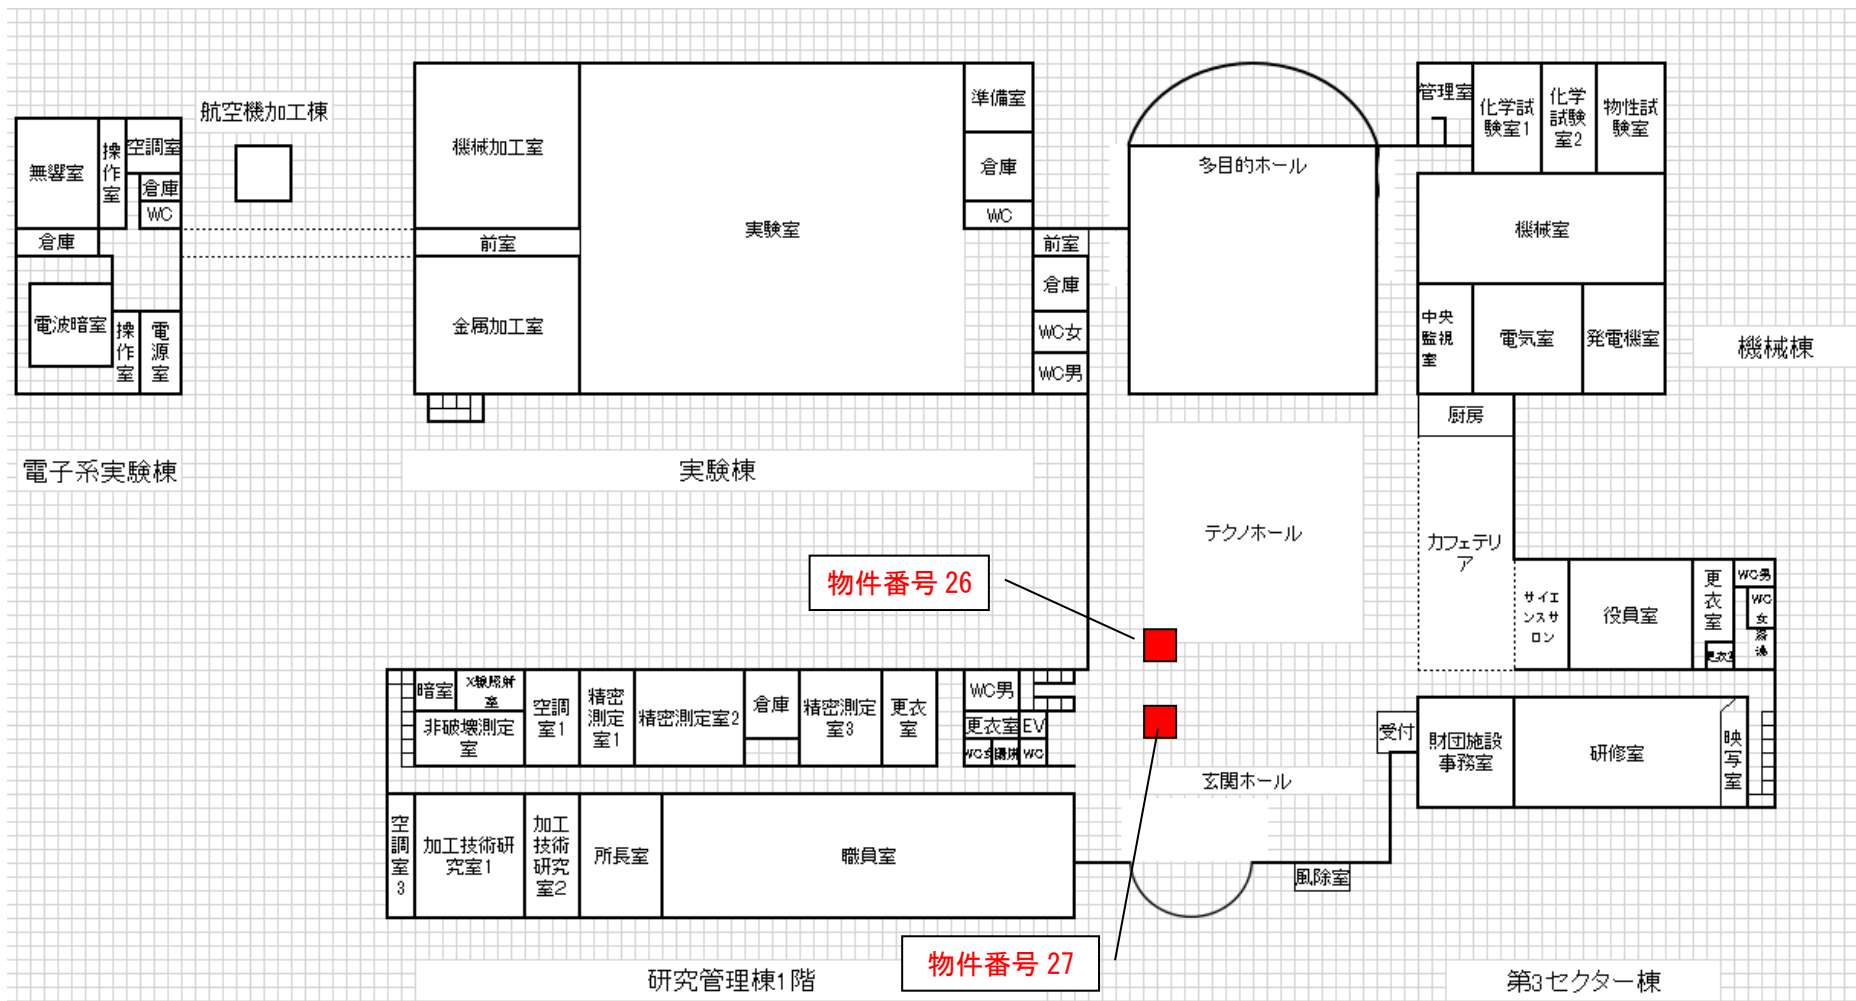 航空機加工棟
無響室
操
作
室
空調室
倉庫
WC
倉庫
電波暗室
操
作
室
電
源
室
電子系実験棟
機械加工室
前室
金属加工室
実験室
準備室
倉庫
WC
前室
倉庫
WC女
WC男
実験棟
多目的ホール
テクノホール
管理室
化学試
験室1
化学
試験
室2
物性試
験室
機械室
中央
監視
室
電気室
発電機室
機械棟
厨房
カフェテリ
ア
サイエ
ンスサ
ロン
役員室
更
衣
室
WC男
WC
女
物件番号 26
暗室
X線照射
室
非破壊測定
室
空調
室1
精密
測定
室1
精密測定室2
倉庫
精密測定
室3
更衣
室
WC男
更衣室
EV
WC女
WC
受付
財団施設
事務室
研修室
映
写
室
玄関ホール
空
調
室
3
加工技術研
究室1
加工
技術
研究
室2
所長室
職員室
風除室
物件番号 27
研究管理棟1階
第3セクター棟